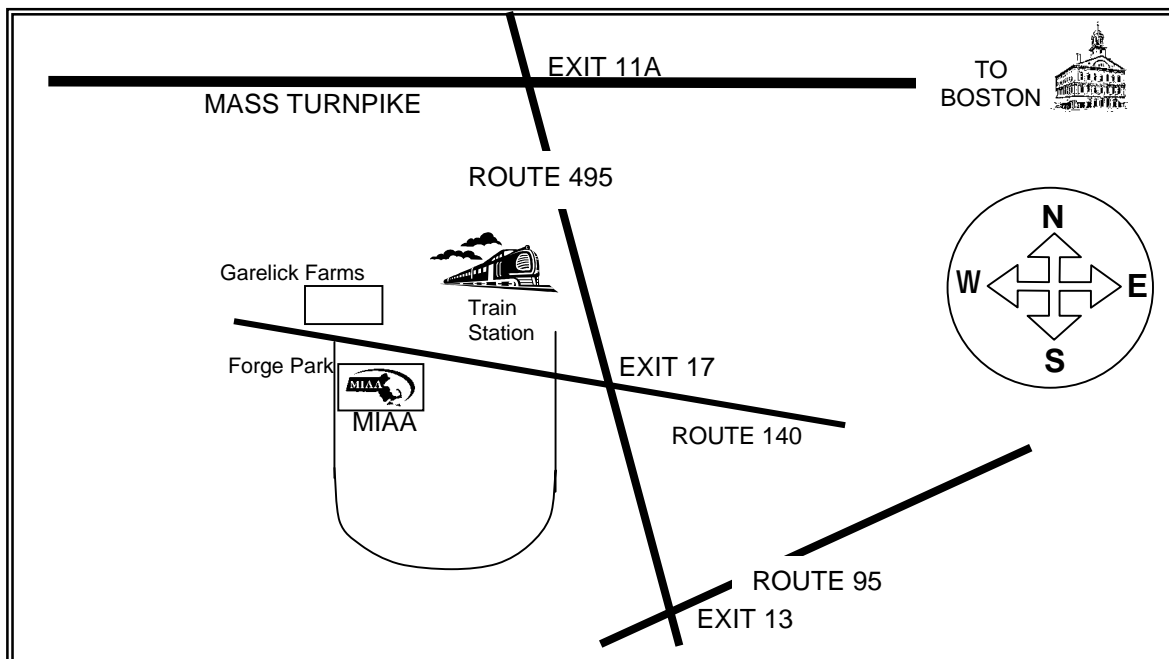 EXIT 11A
TO
BOSTON
MASS TURNPIKE
ROUTE 495
N
W
E
S
Garelick Farms
Train
Station
Forge Park
EXIT 17
MIAA
MIAA
ROUTE 140
ROUTE 95
EXIT 13